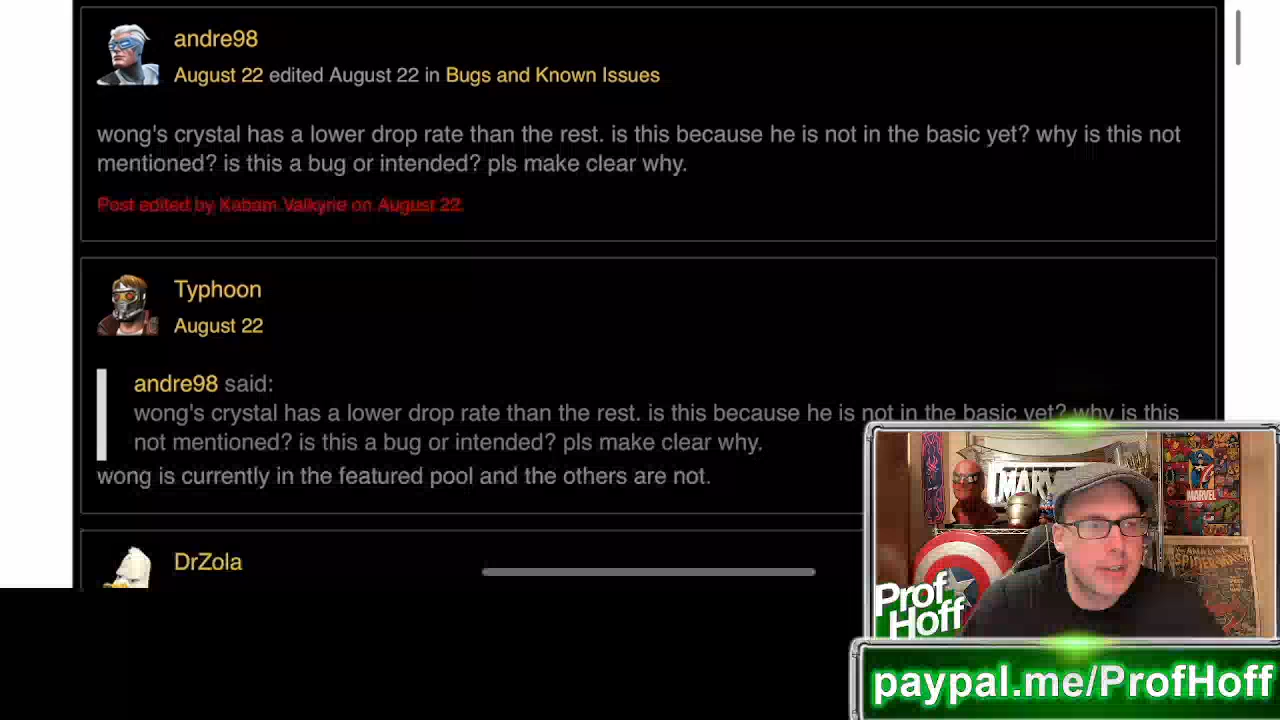 andre98
August 22 edited August 22 in Bugs and Known Issues
wong's crystal has a lower drop rate than the rest. is this because he is not in the basic yet? why is this not
mentioned? is this a bug or intended? pls make clear why.
Post edited by Kabam Valkyrie on August 22
Typhoon
August 22
andre98 said:
wong's crystal has a lower drop rate than the rest. is this because he is not in the basic yet? why is this
not mentioned? is this a bug or intended? pls make clear why.
wong is currently in the featured pool and the others are not.
DrZola
MARVEL
Prof
Hoff
paypal.me/ProfHoff